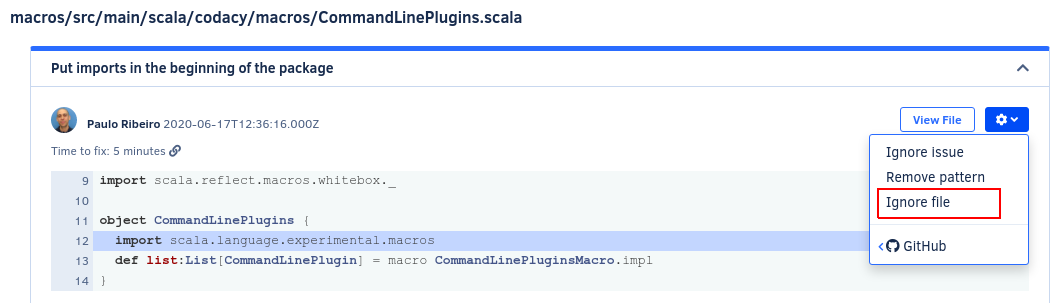 macros/src/main/scala/codacy/macros/CommandLinePlugins.scala
Put imports in the beginning of the package
Paulo Ribeiro 2020-06-17T12:36:16.000Z
View File
Time to fix: 5 minutes
Ignore issue
Remove pattern
Ignore file
GitHub
9 import scala.reflect.macros.whitebox._
10
11 object CommandLinePlugins {
12 import scala.language.experimental.macros
13 def list:List[CommandLinePlugin] = macro CommandLinePluginsMacro.impl
14 }